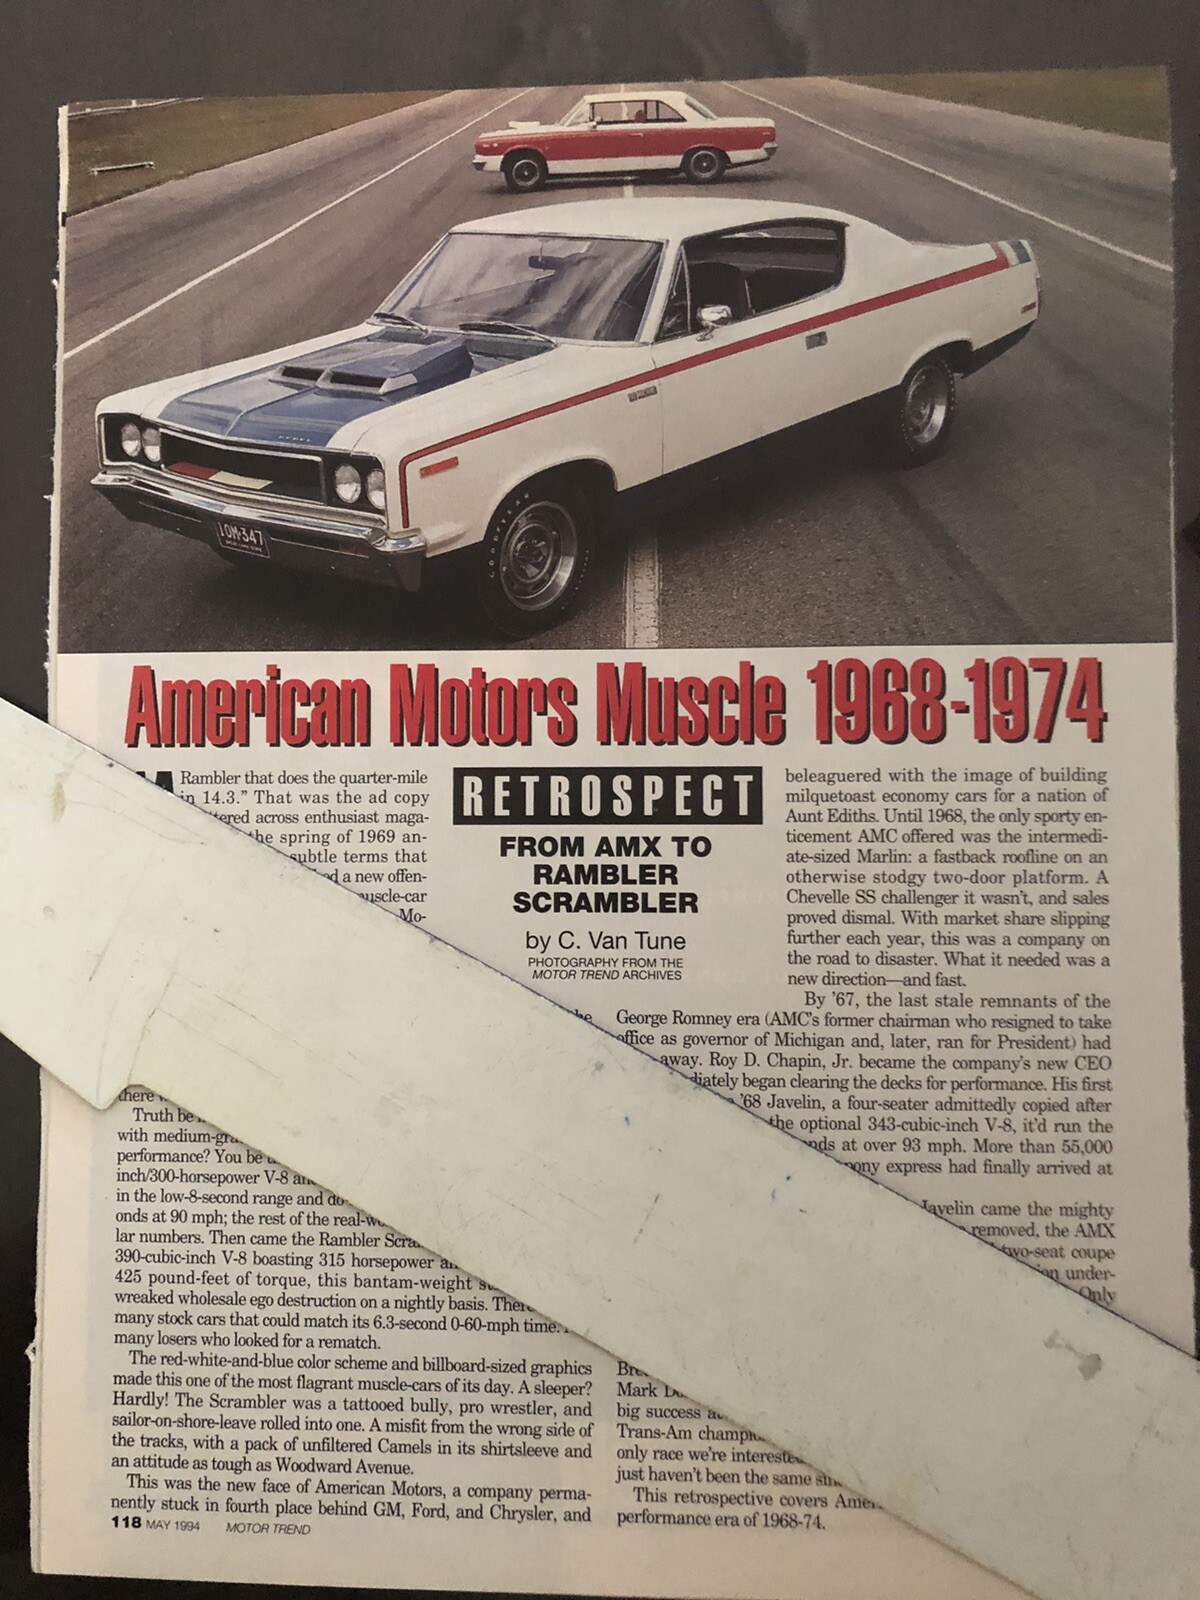 REBEL
GOODYEAR
10M·347
American Motors Muscle 1968-1974
Rambler that does the quarter-mile
in 14.3." That was the ad copy
across enthusiast maga-
the spring of 1969 an-
subtle terms that
a new offen-
muscle-car
Mo-
RETROSPECT
FROM AMX TO
RAMBLER
SCRAMBLER
by C. Van Tune
PHOTOGRAPHY FROM THE
MOTOR TREND ARCHIVES
there
Truth be
with
performance? You be
inch/300-horsepower V-8
in the low-8-second range and
onds at 90 mph; the rest of the
lar numbers. Then came the Rambler
390-cubic-inch V-8 boasting 315 horsepower
425 pound-feet of torque, this bantam-weight
wreaked wholesale ego destruction on a nightly basis.
many stock cars that could match its 6.3-second 0-60-mph time.
many losers who looked for a rematch.
The red-white-and-blue color scheme and billboard-sized graphics
made this one of the most flagrant muscle-cars of its day. A sleeper?
Hardly! The Scrambler was a tattooed bully, pro wrestler, and
sailor-on-shore-leave rolled into one. A misfit from the wrong side of
the tracks, with a pack of unfiltered Camels in its shirtsleeve and
an attitude as tough as Woodward Avenue.
This was the new face of American Motors, a company perma-
nently stuck in fourth place behind GM, Ford, and Chrysler, and
beleaguered with the image of building
milquetoast economy cars for a nation of
Aunt Ediths. Until 1968, the only sporty en-
ticement AMC offered was the intermedi-
ate-sized Marlin: a fastback roofline on an
otherwise stodgy two-door platform. A
Chevelle SS challenger it wasn't, and sales
proved dismal. With market share slipping
further each year, this was a company on
the road to disaster. What it needed was a
new direction—and fast.
By '67, the last stale remnants of the
George Romney era (AMC's former chairman who resigned to take
office as governor of Michigan and, later, ran for President) had
away. Roy D. Chapin, Jr. became the company's new CEO
began clearing the decks for performance. His first
'68 Javelin, a four-seater admittedly copied after
the optional 343-cubic-inch V-8, it'd run the
at over 93 mph. More than 55,000
pony express had finally arrived at
Javelin came the mighty
removed, the AMX
two-seat coupe
under-
Only
Mark
big success
Trans-Am
only race we're
just haven't been the same
This retrospective covers
performance era of 1968-74.
118 MAY 1994 MOTOR TREND